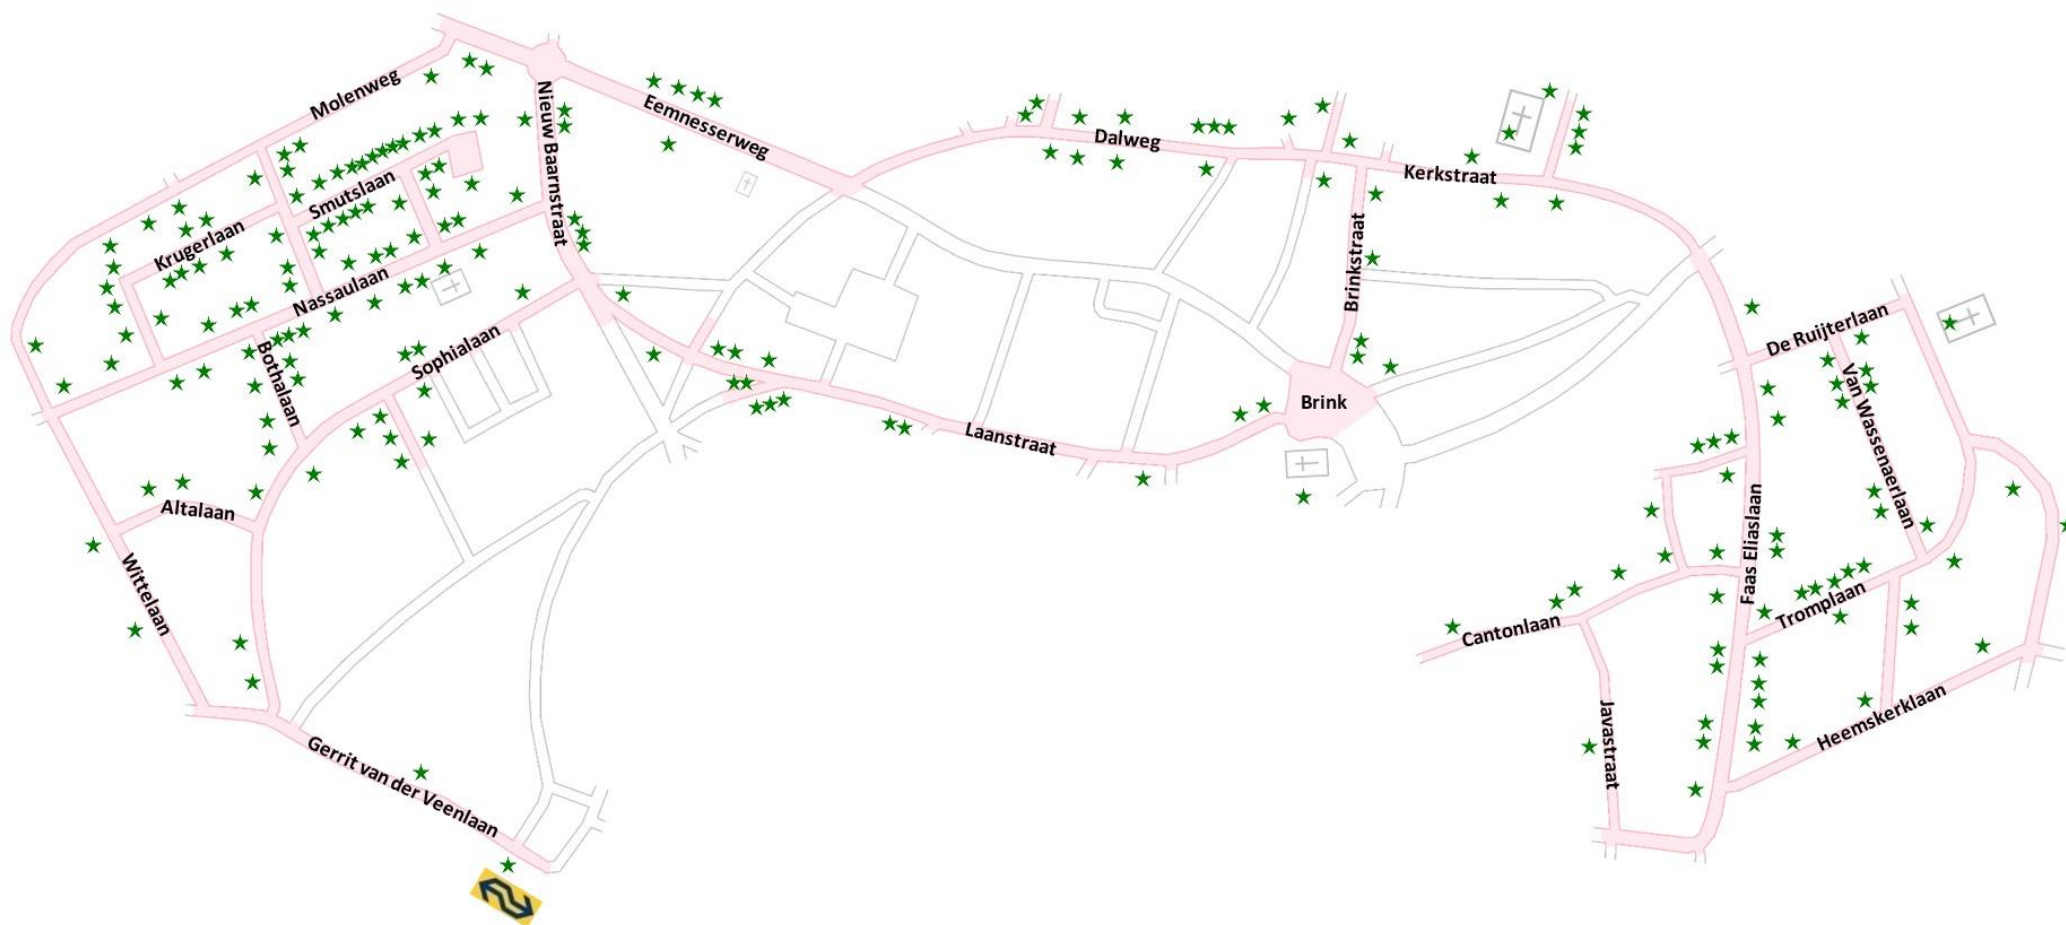 Molenweg
Nieuw Baarnstraat
Eemnesserweg
Dalweg
Kerkstraat
Smutslaan
Krugerlaan
Brinkstraat
Nassaulaan
De Ruijterlaan
Sophialaan
Bothalaan
Brink
Van Wassenaerlaan
Laanstraat
Altalaan
Faas Eliaslaan
Wittelaan
Tromplaan
Cantonlaan
Heemskerklaan
Javastraat
Gerrit van der Veenlaan